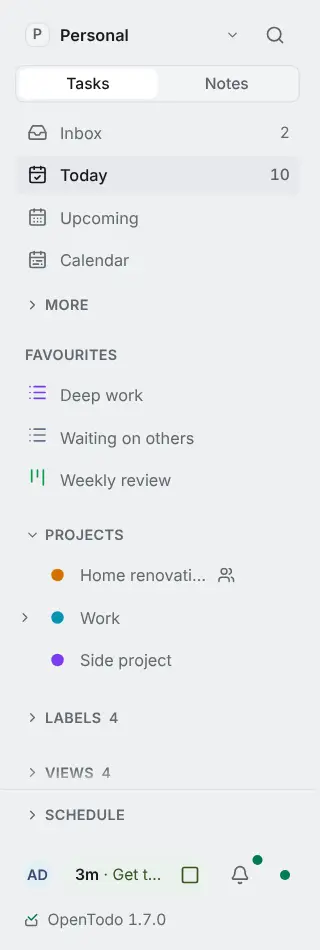 P Personal
Tasks Notes
Inbox 2
Today 10
Upcoming
Calendar
MORE
FAVOURITES
Deep work
Waiting on others
Weekly review
PROJECTS
Home renovati...
Work
Side project
LABELS 4
VIEWS 4
SCHEDULE
AD 3m · Get t...
OpenTodo 1.7.0